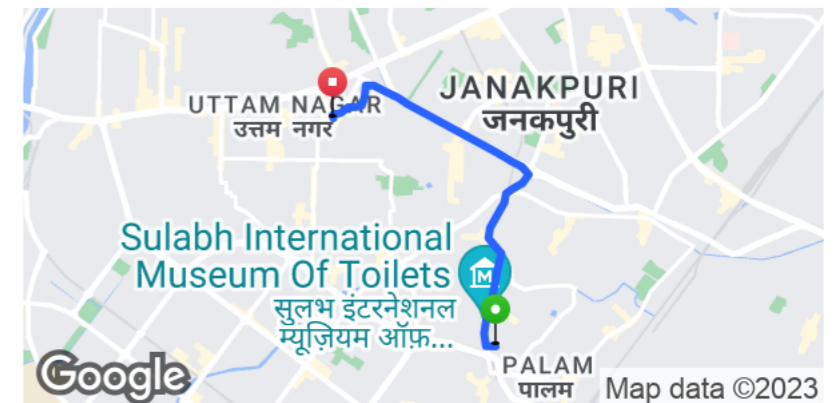 JANAKPURI
जनकपुरी
UTTAM NAGAR
उत्तम नगर
Sulabh International
Museum Of Toilets
सुलभ इंटरनेशनल
म्यूज़ियम ऑफ़...
M
PALAM
पालम
Google
Map data ©2023